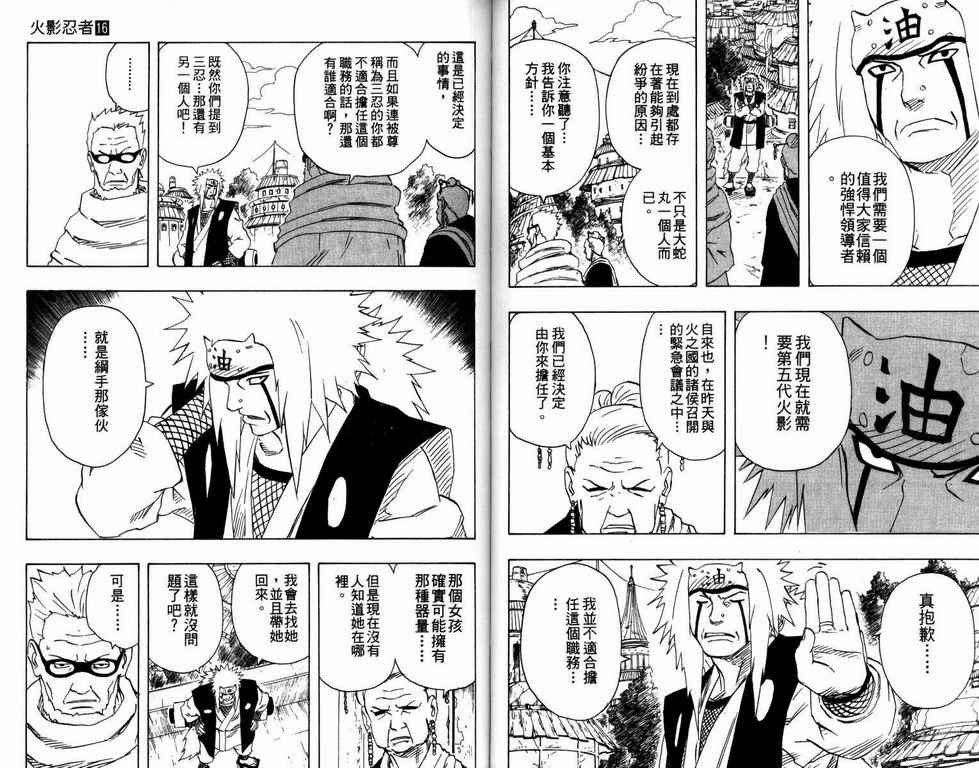 油
我們需要一個
值得大家信賴
的強悍領導者
。
現在到處都存
在著能夠引起
紛爭的原因…
不只是大蛇
丸一個人而
已。
你注意聽了…
我告訴你一個基本
方針……
油
我們現在就需
要第五代火影
！
自來也，在昨天與
火之國的諸侯召開
的緊急會議之中…
…
我們已經決定
由你來擔任了。
真抱歉……
油
我並不適合擔
任這個職務…
…
火影忍者16
這是已經決定
的事情，
而且如果連被尊
稱為三忍的你都
不適合擔任這個
職務的話，那還
有誰適合啊？
既然你們提到
三忍…那還有
另一個人吧！
……
油
就是綱手那傢伙
……
那個女孩
確實可能擁有
那種器量……
但是現在沒有
人知道她在哪
裡。
我會去找她
，並且帶她
回來。
這樣就沒問
題了吧？
可是……